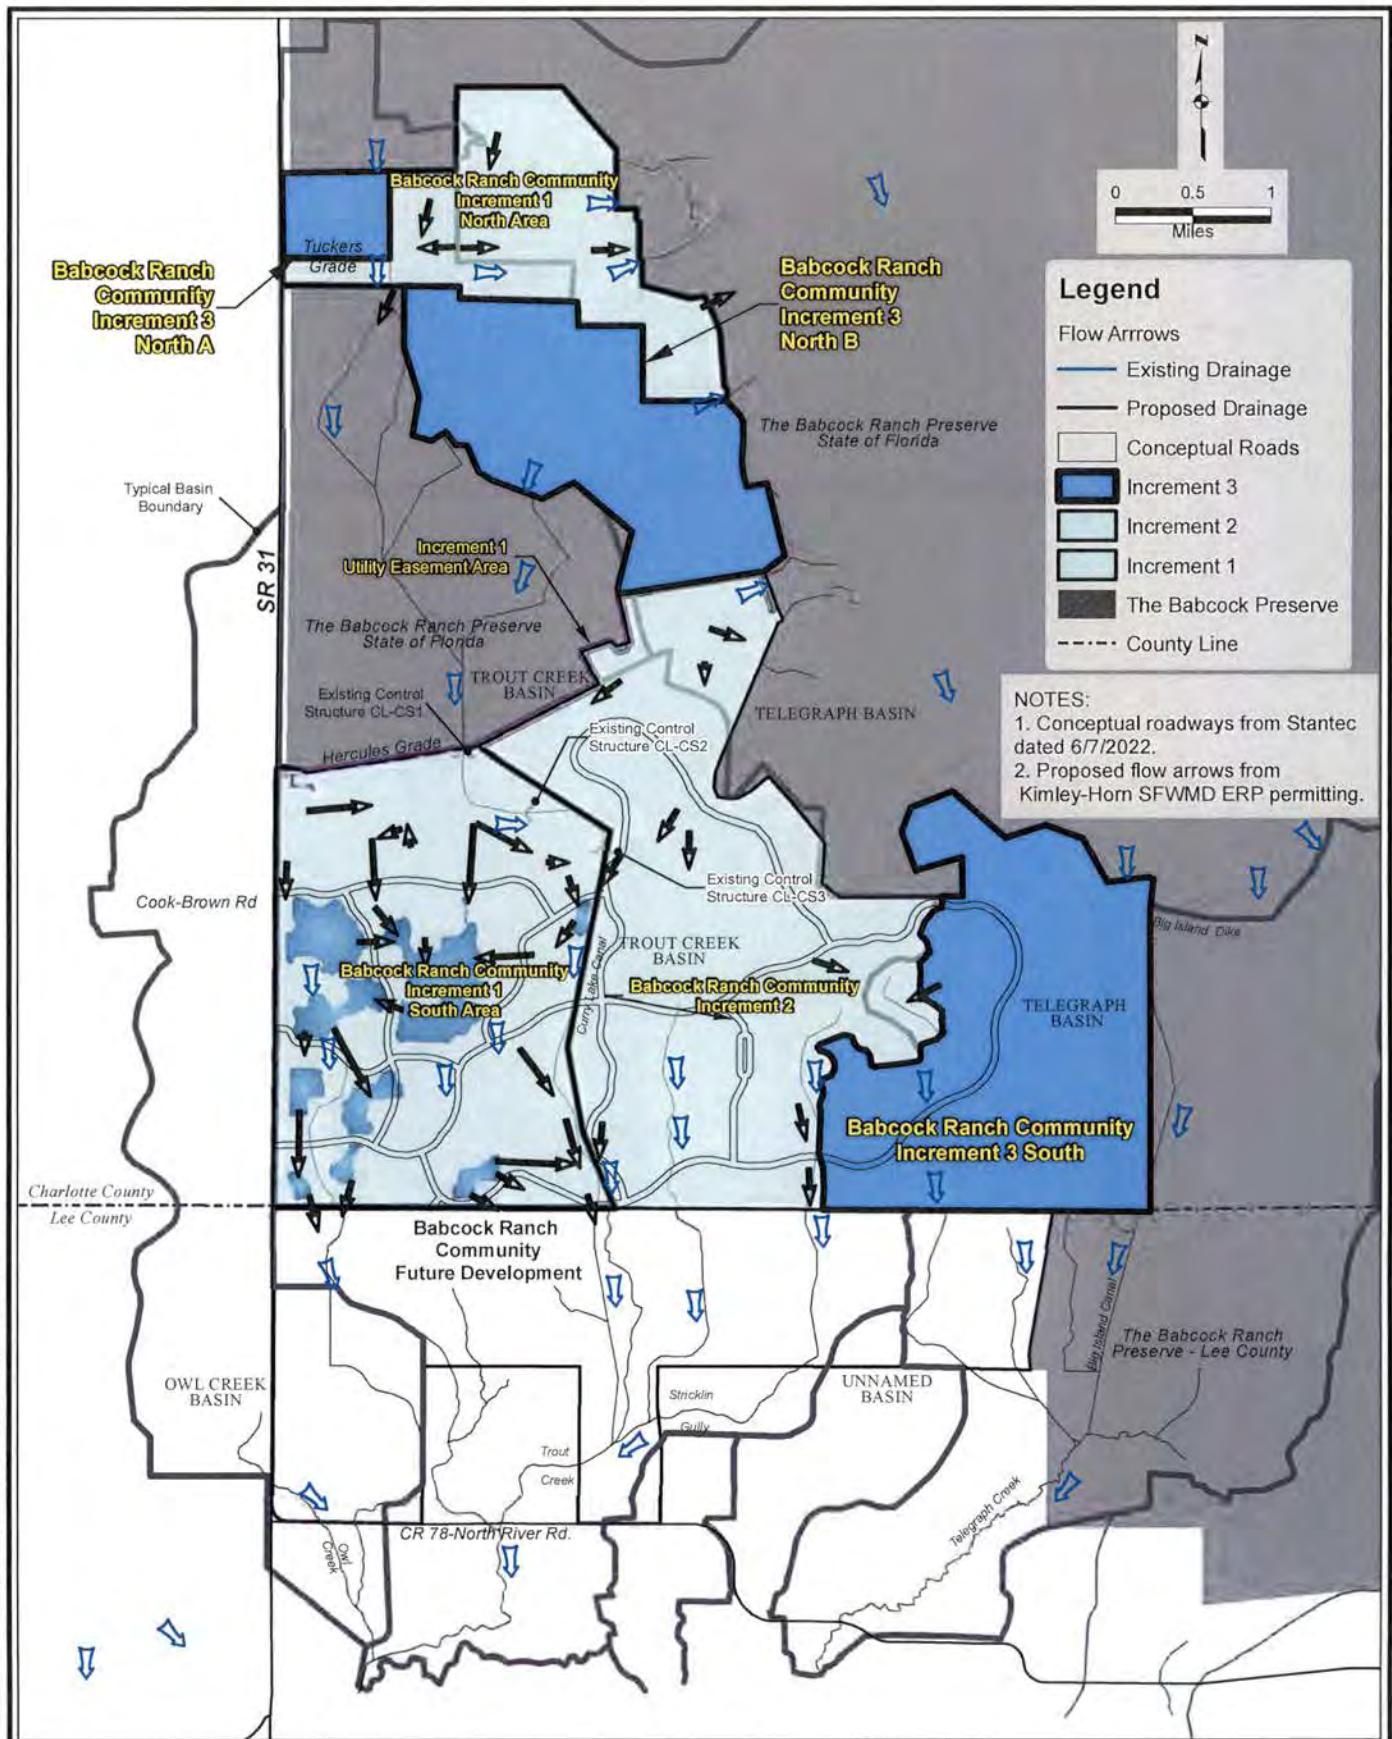 N
0
0.5
1
Miles
Babcock Ranch Community
Increment 1
North Area
Tuckers
Grade
Babcock Ranch
Community
Increment 3
North A
Babcock Ranch
Community
Increment 3
North B
Legend
Flow Arrrows
Existing Drainage
Proposed Drainage
Conceptual Roads
Increment 3
Increment 2
Increment 1
The Babcock Preserve
County Line
The Babcock Ranch Preserve
State of Florida
Typical Basin
Boundary
SR 31
Increment 1
Utility Easement Area
The Babcock Ranch Preserve
State of Florida
TROUT CREEK
BASIN
Existing Control
Structure CL-CS1
Hercules Grade
Existing Control
Structure CL-CS2
TELEGRAPH BASIN
NOTES:
1. Conceptual roadways from Stantec
dated 6/7/2022.
2. Proposed flow arrows from
Kimley-Horn SFWMD ERP permitting.
Existing Control
Structure CL-CS3
Cook-Brown Rd
Big Island Dike
TROUT CREEK
BASIN
Curry Lake Canal
Babcock Ranch Community
Increment 1
South Area
Babcock Ranch Community
Increment 2
TELEGRAPH
BASIN
Babcock Ranch Community
Increment 3 South
Charlotte County
Lee County
Babcock Ranch
Community
Future Development
Big Island Canal
The Babcock Ranch
Preserve - Lee County
OWL CREEK
BASIN
UNNAMED
BASIN
Stricklin
Gully
Trout
Creek
Telegraph Creek
CR 78-North River Rd.
Owl
Creek